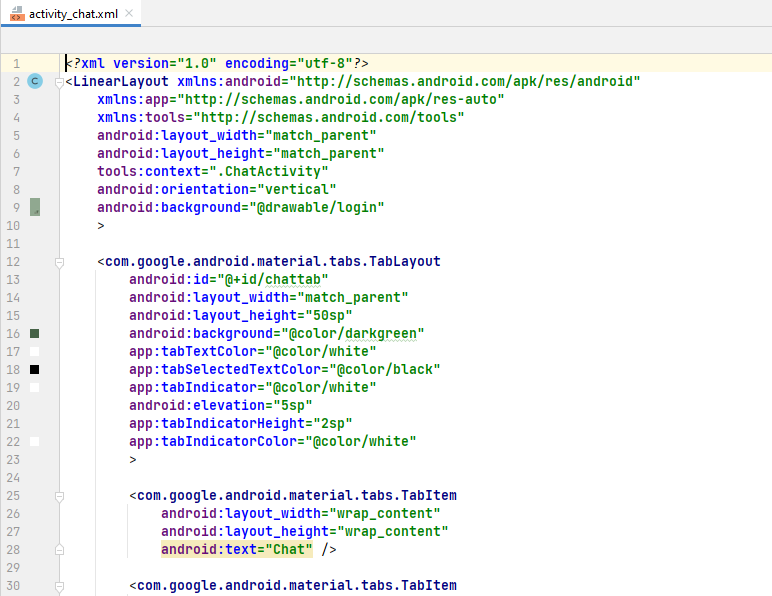 activity_chat.xml
1 <?xml version="1.0" encoding="utf-8"?>
2 <LinearLayout xmlns:android="http://schemas.android.com/apk/res/android"
3 xmlns:app="http://schemas.android.com/apk/res-auto"
4 xmlns:tools="http://schemas.android.com/tools"
5 android:layout_width="match_parent"
6 android:layout_height="match_parent"
7 tools:context=".ChatActivity"
8 android:orientation="vertical"
9 android:background="@drawable/login"
10 >
11
12 <com.google.android.material.tabs.TabLayout
13 android:id="@+id/chattab"
14 android:layout_width="match_parent"
15 android:layout_height="50sp"
16 android:background="@color/darkgreen"
17 app:tabTextColor="@color/white"
18 app:tabSelectedTextColor="@color/black"
19 app:tabIndicator="@color/white"
20 android:elevation="5sp"
21 app:tabIndicatorHeight="2sp"
22 app:tabIndicatorColor="@color/white"
23 >
24
25 <com.google.android.material.tabs.TabItem
26 android:layout_width="wrap_content"
27 android:layout_height="wrap_content"
28 android:text="Chat" />
29
30 <com.google.android.material.tabs.TabItem